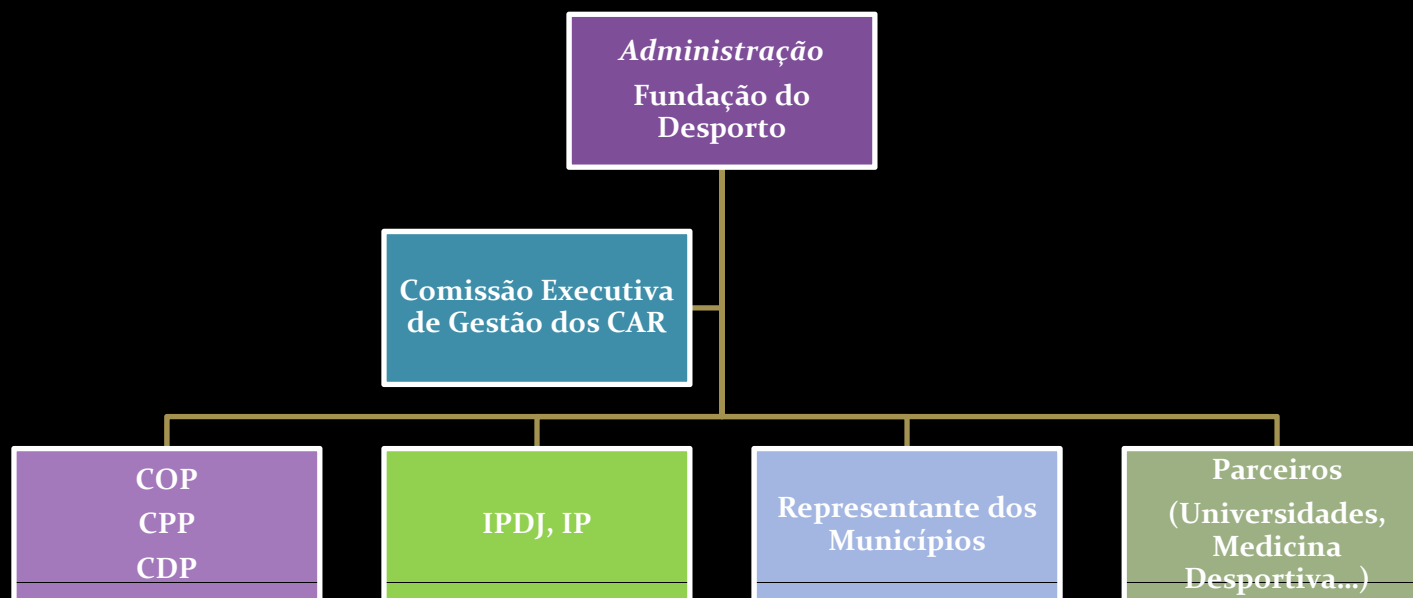 Administração
Fundação do
Desporto
Comissão Executiva
de Gestão dos CAR
COP
CPP
CDP
IPDJ, IP
Representante dos
Municípios
Parceiros
(Universidades,
Medicina
Desportiva...)